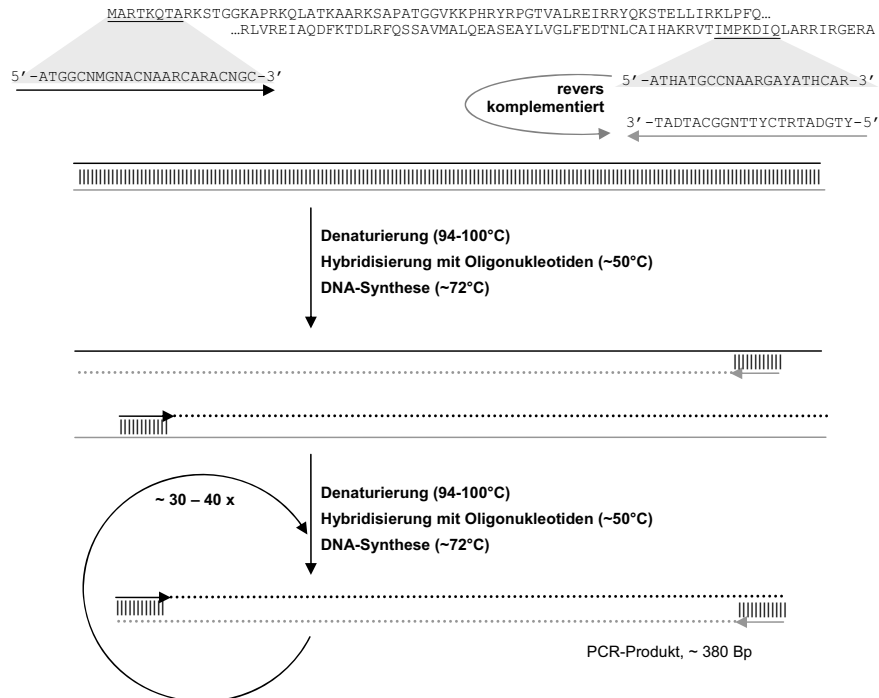 MARTKQTARKSTGGKAPRKQLATKAARKSAPATGGVKKPHRYRPGTVALREIRRYQKSTELLIRKLPFQ…
…RLVREIAQDFKTDLRFQSSAVMALQEASEAYLVGLFEDTNLCAIHAKRVTIMPKDIQLARRIRGERA
5′-ATGGCNMGNACNAARCARACNGC-3′
5′-ATHATGCCNAARGAYATHCAR-3′
revers
komplementiert
3′-TADTACGGNTTYCTRTADGTY-5′
Denaturierung (94-100°C)
Hybridisierung mit Oligonukleotiden (~50°C)
DNA-Synthese (~72°C)
~ 30 – 40 x
Denaturierung (94-100°C)
Hybridisierung mit Oligonukleotiden (~50°C)
DNA-Synthese (~72°C)
PCR-Produkt, ~ 380 Bp